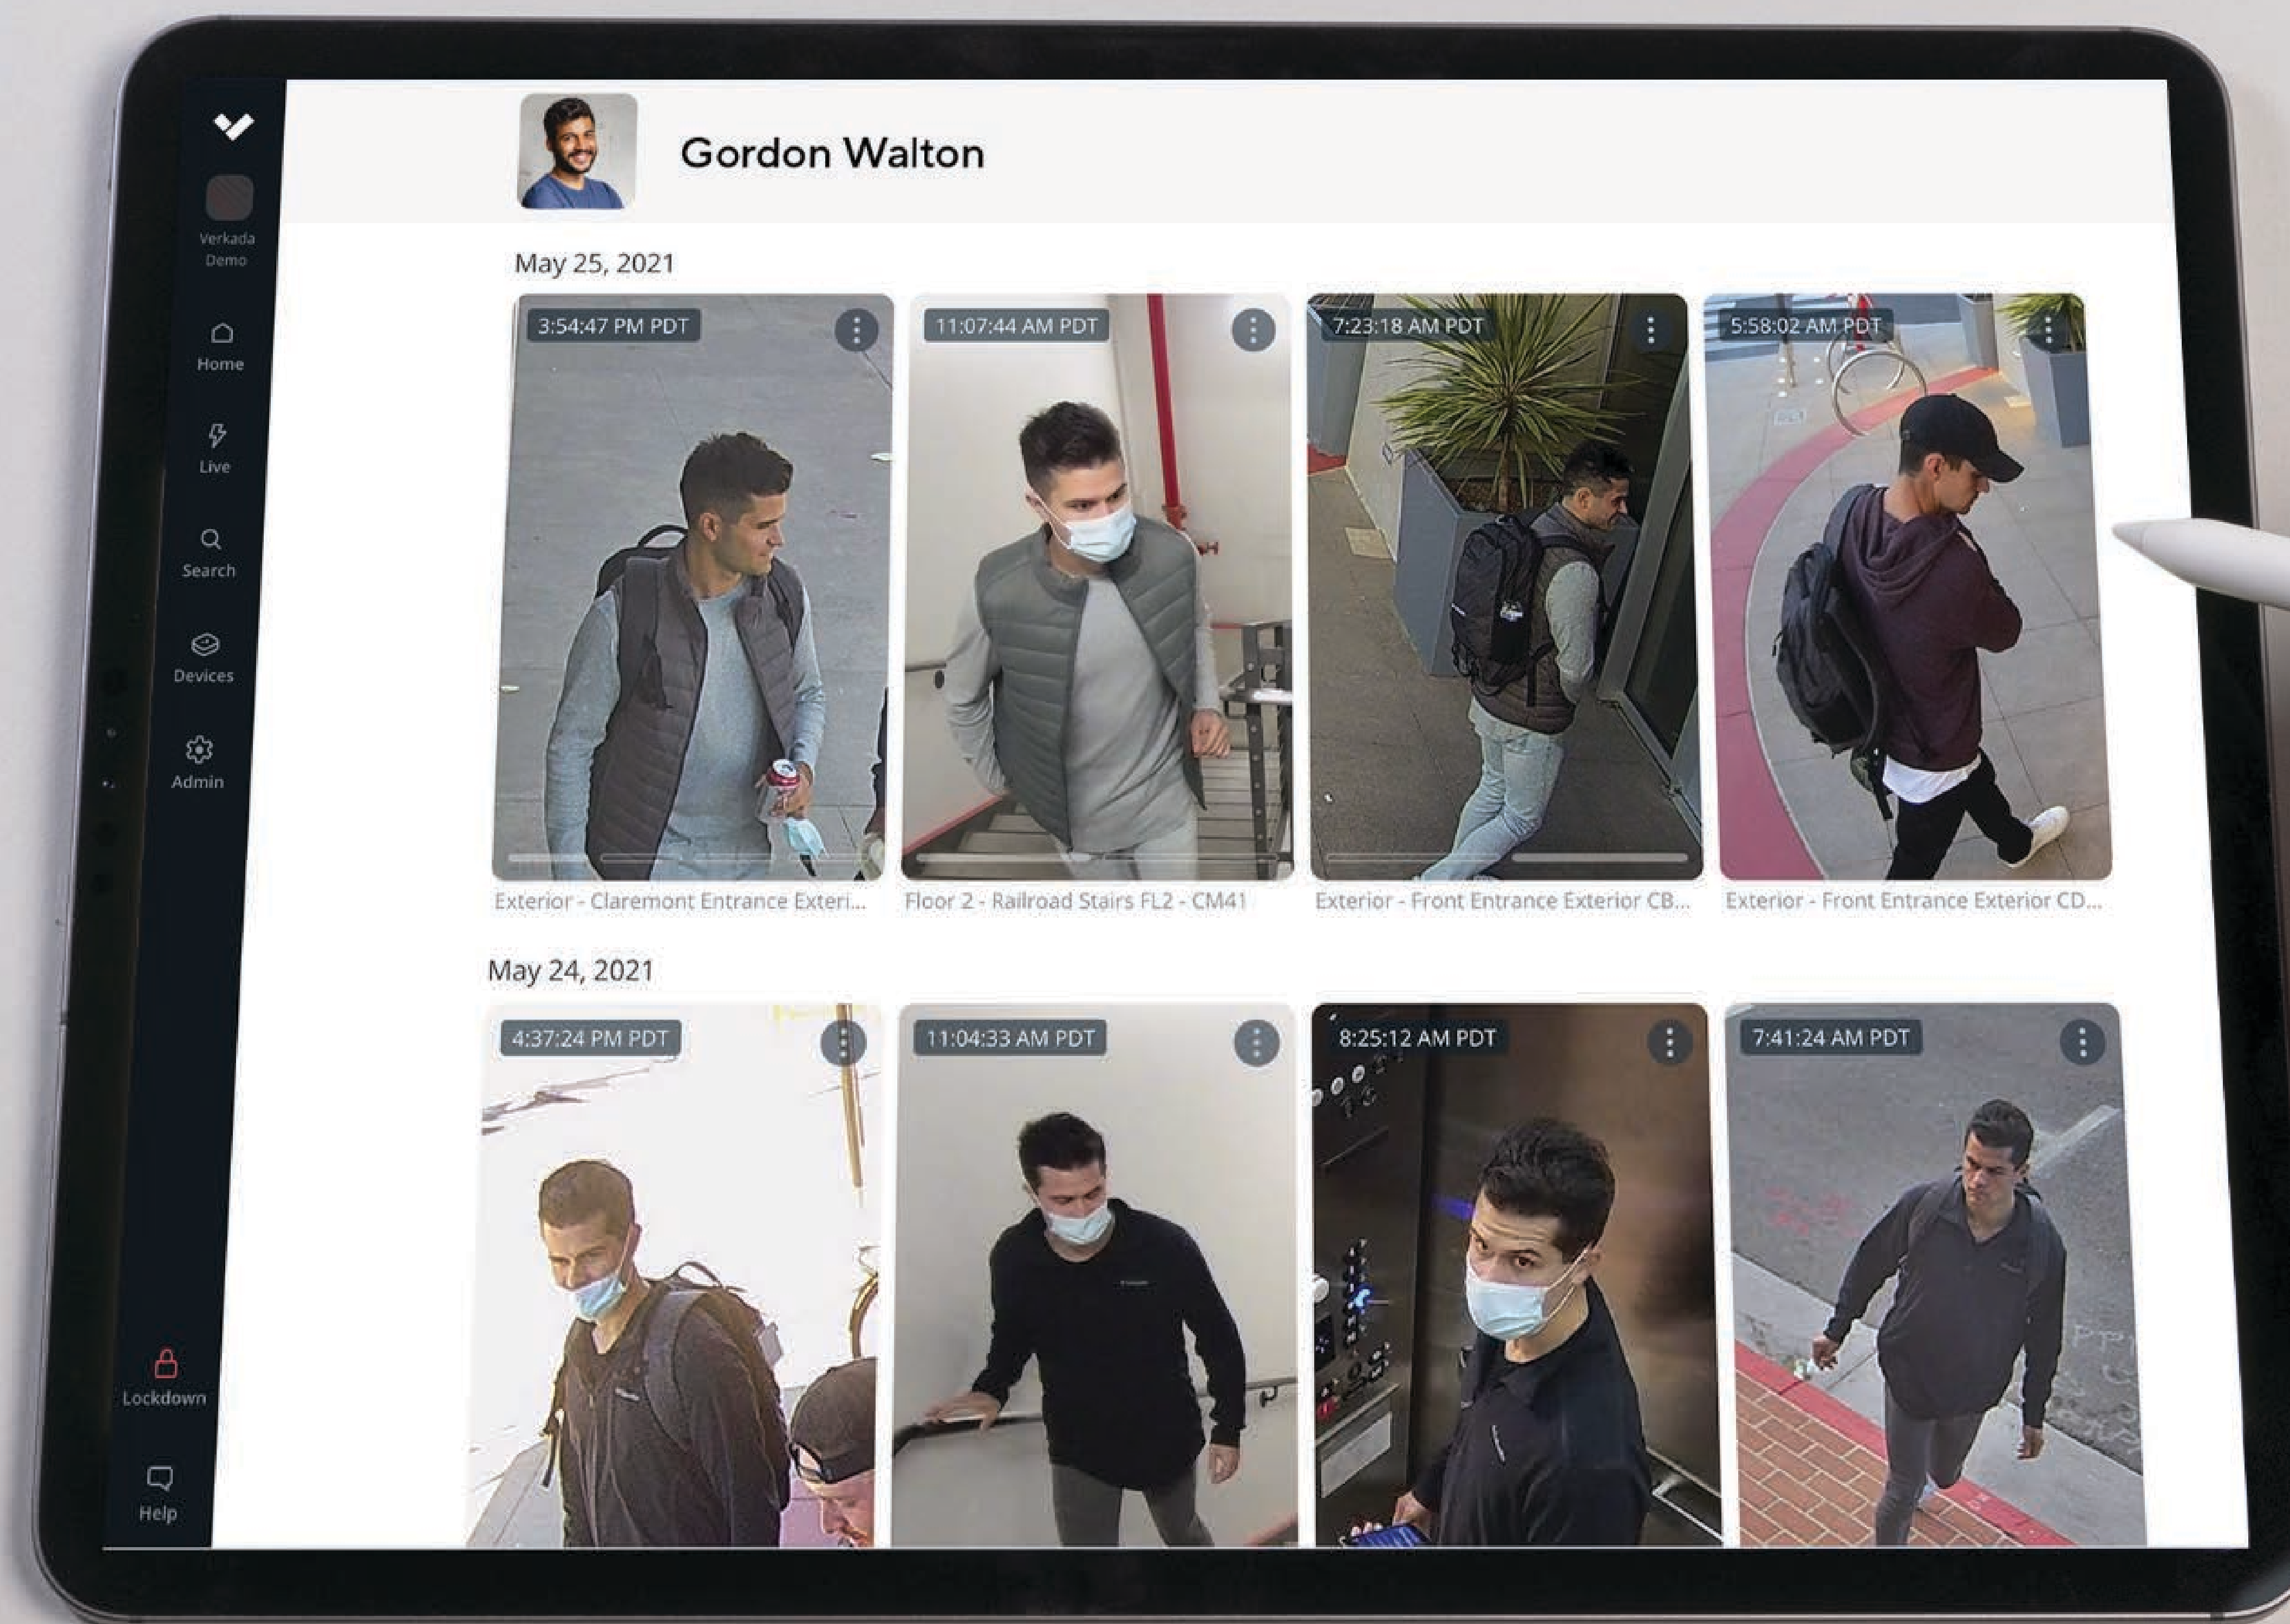 Gordon Walton
Verkada
Demo
Home
Live
Search
Devices
Admin
Lockdown
Help
May 25, 2021
3:54:47 PM PDT
11:07:44 AM PDT
7:23:18 AM PDT
5:58:02 AM PDT
Exterior - Claremont Entrance Exteri...
Floor 2 - Railroad Stairs FL2 - CM41
Exterior - Front Entrance Exterior CB...
Exterior - Front Entrance Exterior CD...
May 24, 2021
4:37:24 PM PDT
11:04:33 AM PDT
8:25:12 AM PDT
7:41:24 AM PDT